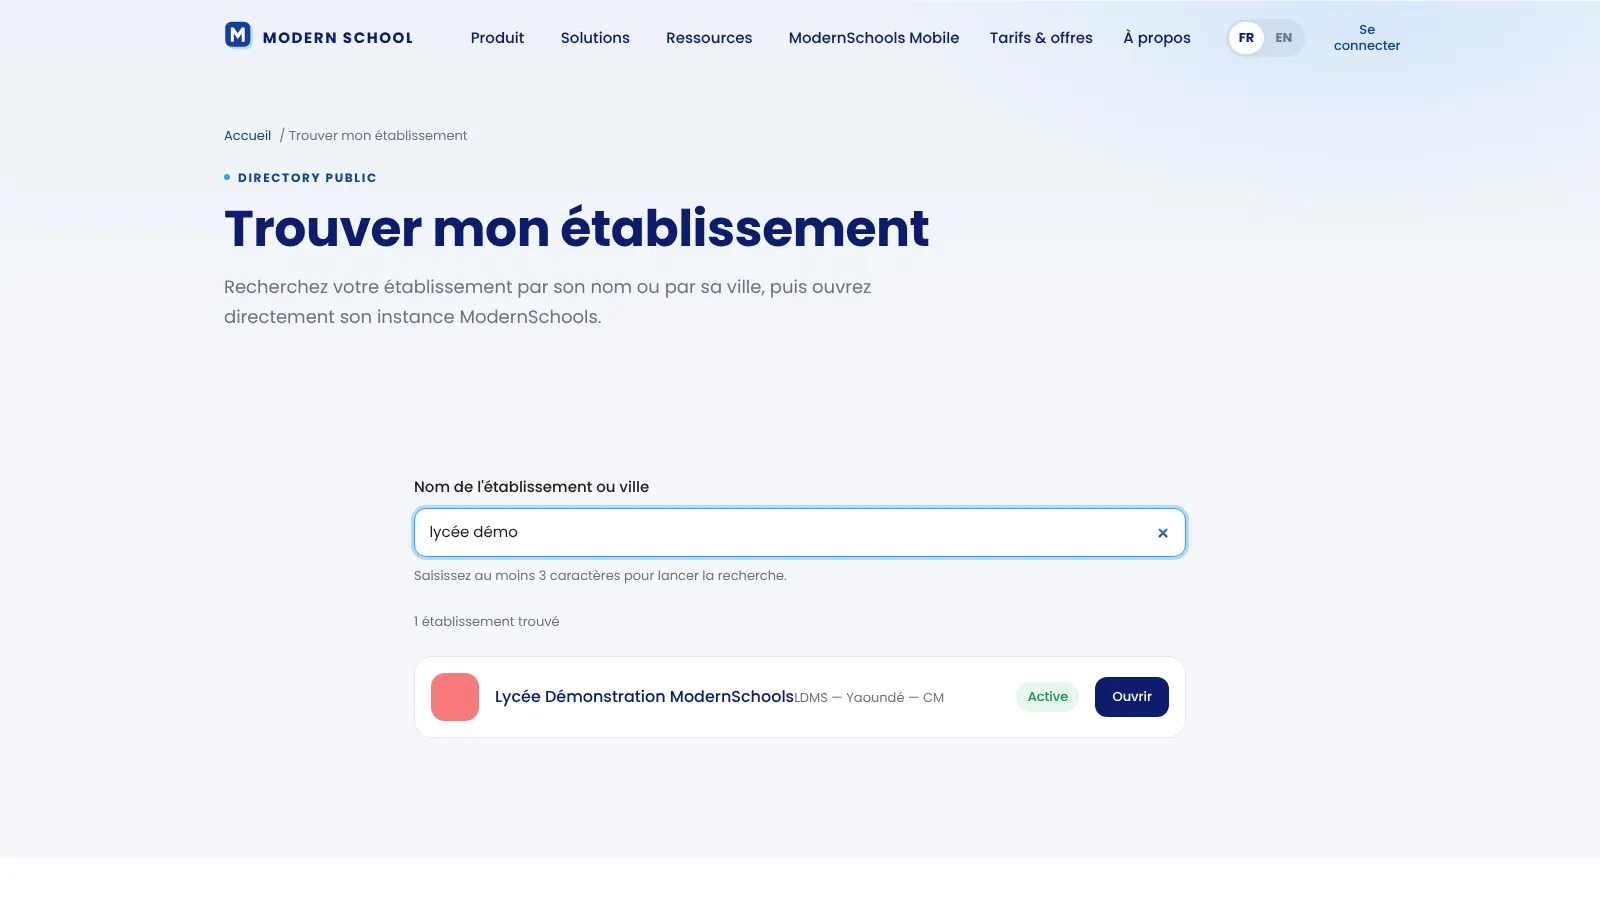 M MODERN SCHOOL
Produit
Solutions
Ressources
ModernSchools Mobile
Tarifs & offres
À propos
FR
EN
Se
connecter
Accueil / Trouver mon établissement
DIRECTORY PUBLIC
Trouver mon établissement
Recherchez votre établissement par son nom ou par sa ville, puis ouvrez
directement son instance ModernSchools.
Nom de l'établissement ou ville
lycée démo
Saisissez au moins 3 caractères pour lancer la recherche.
1 établissement trouvé
Lycée Démonstration ModernSchoolsLDMS — Yaoundé — CM
Active
Ouvrir